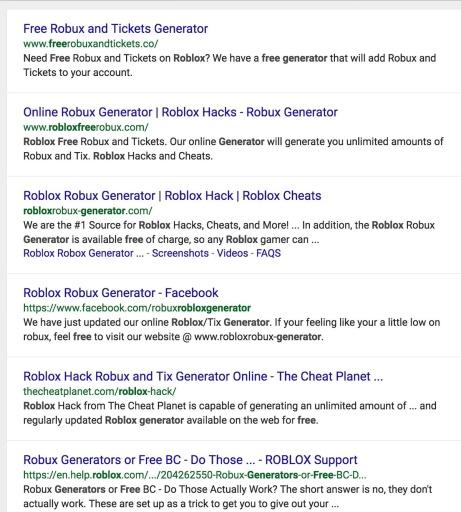 Free Robux and Tickets Generator
www.freerobuxandtickets.co/
Need Free Robux and Tickets on Roblox? We have a free generator that will add Robux and
Tickets to your account.
Online Robux Generator | Roblox Hacks - Robux Generator
www.robloxfreerobux.com/
Roblox Free Robux and Tickets. Our online Generator will generate you unlimited amounts of
Robux and Tix. Roblox Hacks and Cheats.
Roblox Robux Generator | Roblox Hack | Roblox Cheats
robloxrobux-generator.com/
We are the #1 Source for Roblox Hacks, Cheats, and More! ... In addition, the Roblox Robux
Generator is available free of charge, so any Roblox gamer can ...
Roblox Robox Generator ... - Screenshots - Videos - FAQS
Roblox Robux Generator - Facebook
https://www.facebook.com/robuxrobloxgenerator
We have just updated our online Roblox/Tix Generator. If your feeling like your a little low on
robux, feel free to visit our website @ www.robloxrobux-generator.
Roblox Hack Robux and Tix Generator Online - The Cheat Planet ...
thecheatplanet.com/roblox-hack/
Roblox Hack from The Cheat Planet is capable of generating an unlimited amount of ... and
regularly updated Roblox generator available on the web for free.
Robux Generators or Free BC - Do Those ... - ROBLOX Support
https://en.help.roblox.com/.../204262550-Robux-Generators-or-Free-BC-D...
Robux Generators or Free BC - Do Those Actually Work? The short answer is no, they don't
actually work. These are set up as a trick to get you to give out your ...